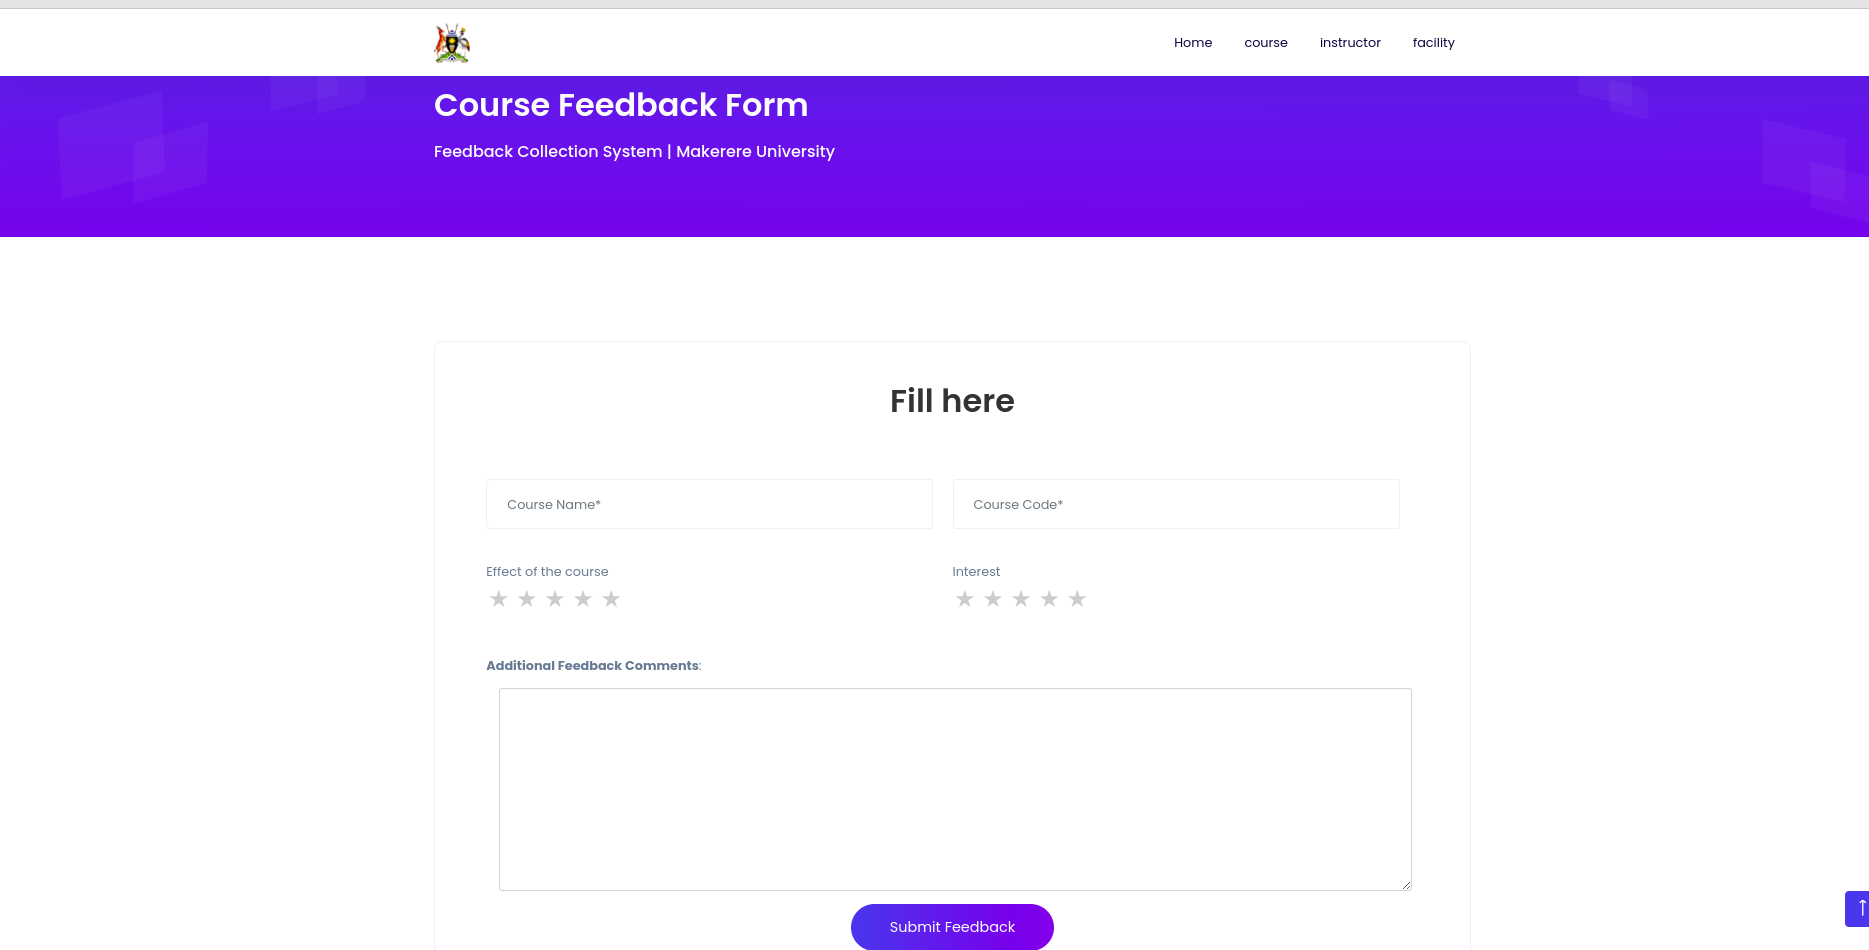 Home course instructor facility
Course Feedback Form
Feedback Collection System | Makerere University
Fill here
Course Name* Course Code*
Effect of the course Interest
Additional Feedback Comments:
Submit Feedback